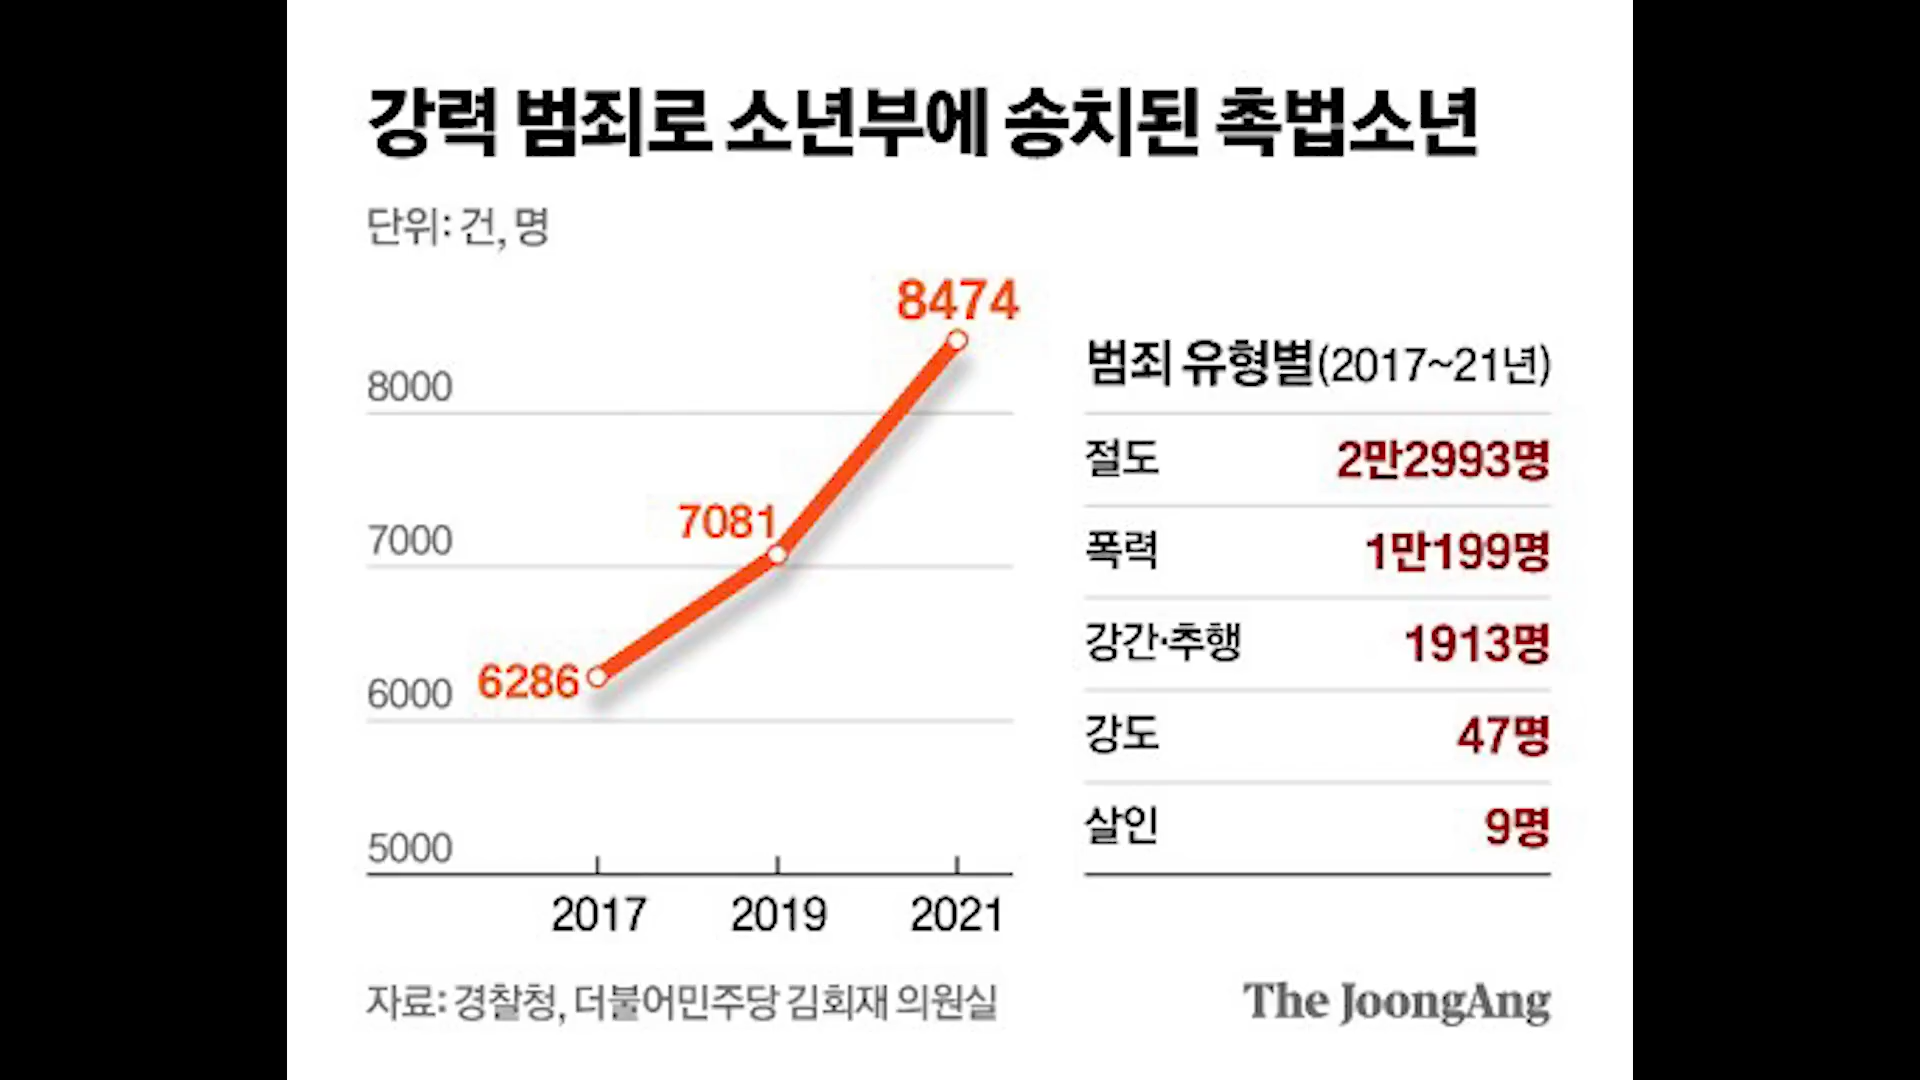 강력 범죄로 소년부에 송치된 촉법소년
단위: 건, 명
8474
8000
7081
7000
6286
6000
5000
2017 2019 2021
범죄 유형별(2017~21년)
절도 2만2993명
폭력 1만199명
강간·추행 1913명
강도 47명
살인 9명
자료: 경찰청, 더불어민주당 김회재 의원실
The JoongAng